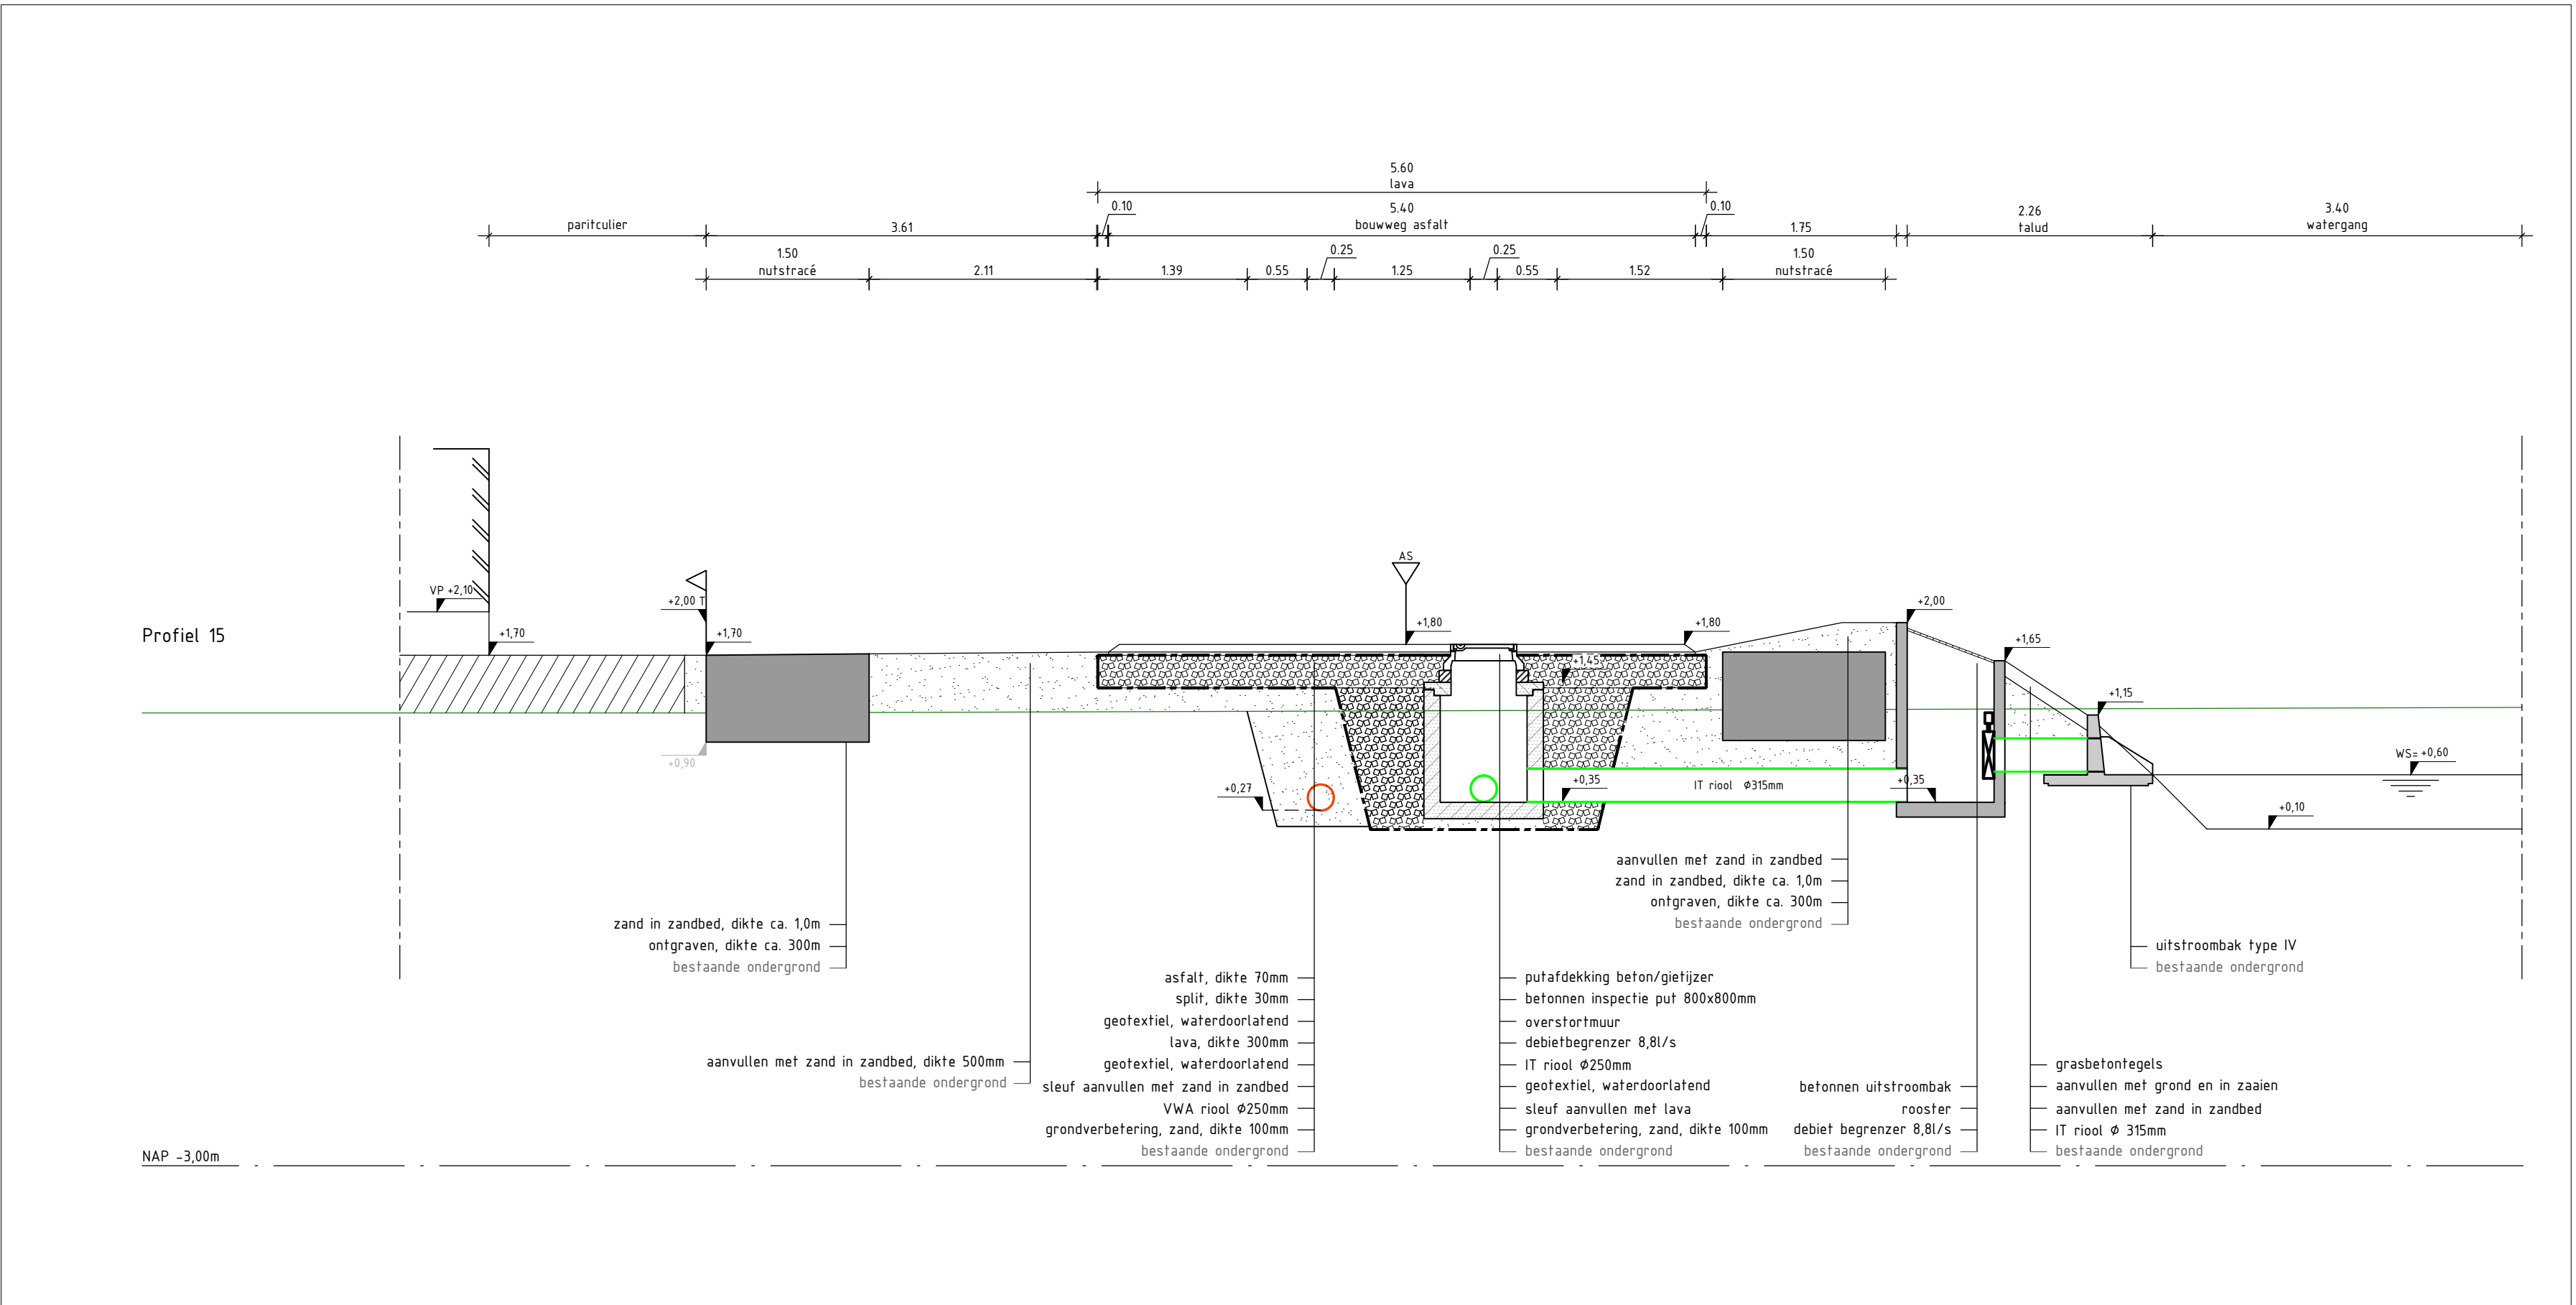 5.60
lava
0.10
5.40
bouwweg asfalt
0.10
paritculier
3.61
1.75
2.26
talud
3.40
watergang
1.50
nutstracé
2.11
1.39
0.55
0.25
1.25
0.25
0.55
1.52
1.50
nutstracé
AS
VP +2,10
+2,00 T
+2,00
Profiel 15
+1,70
+1,70
+1,80
+1,80
+1,65
+1,45
+1,15
+0,90
WS= +0,60
+0,27
+0,35
IT riool Ø315mm
+0,35
+0,10
zand in zandbed, dikte ca. 1,0m
ontgraven, dikte ca. 300m
bestaande ondergrond
aanvullen met zand in zandbed, dikte 500mm
bestaande ondergrond
asfalt, dikte 70mm
split, dikte 30mm
geotextiel, waterdoorlatend
lava, dikte 300mm
geotextiel, waterdoorlatend
sleuf aanvullen met zand in zandbed
VWA riool Ø250mm
grondverbetering, zand, dikte 100mm
bestaande ondergrond
putafdekking beton/gietijzer
betonnen inspectie put 800x800mm
overstortmuur
debietbegrenzer 8,8l/s
IT riool Ø250mm
geotextiel, waterdoorlatend
sleuf aanvullen met lava
grondverbetering, zand, dikte 100mm
bestaande ondergrond
aanvullen met zand in zandbed
zand in zandbed, dikte ca. 1,0m
ontgraven, dikte ca. 300m
bestaande ondergrond
betonnen uitstroombak
rooster
debiet begrenzer 8,8l/s
bestaande ondergrond
uitstroombak type IV
bestaande ondergrond
grasbetontegels
aanvullen met grond en in zaaien
aanvullen met zand in zandbed
IT riool Ø 315mm
bestaande ondergrond
NAP -3,00m